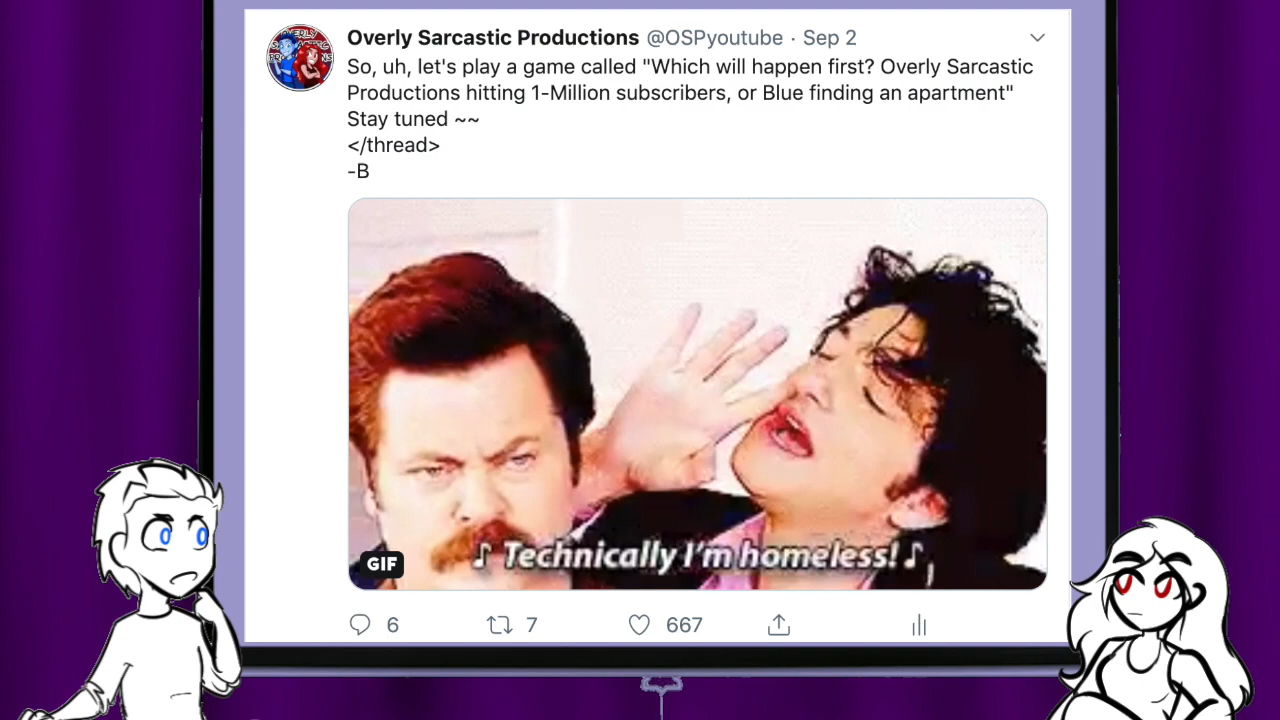 Overly Sarcastic Productions @OSPyoutube · Sep 2
So, uh, let's play a game called "Which will happen first? Overly Sarcastic
Productions hitting 1-Million subscribers, or Blue finding an apartment"
Stay tuned ~~
</thread>
-B
♪ Technically I'm homeless! ♪
GIF
6 7 667